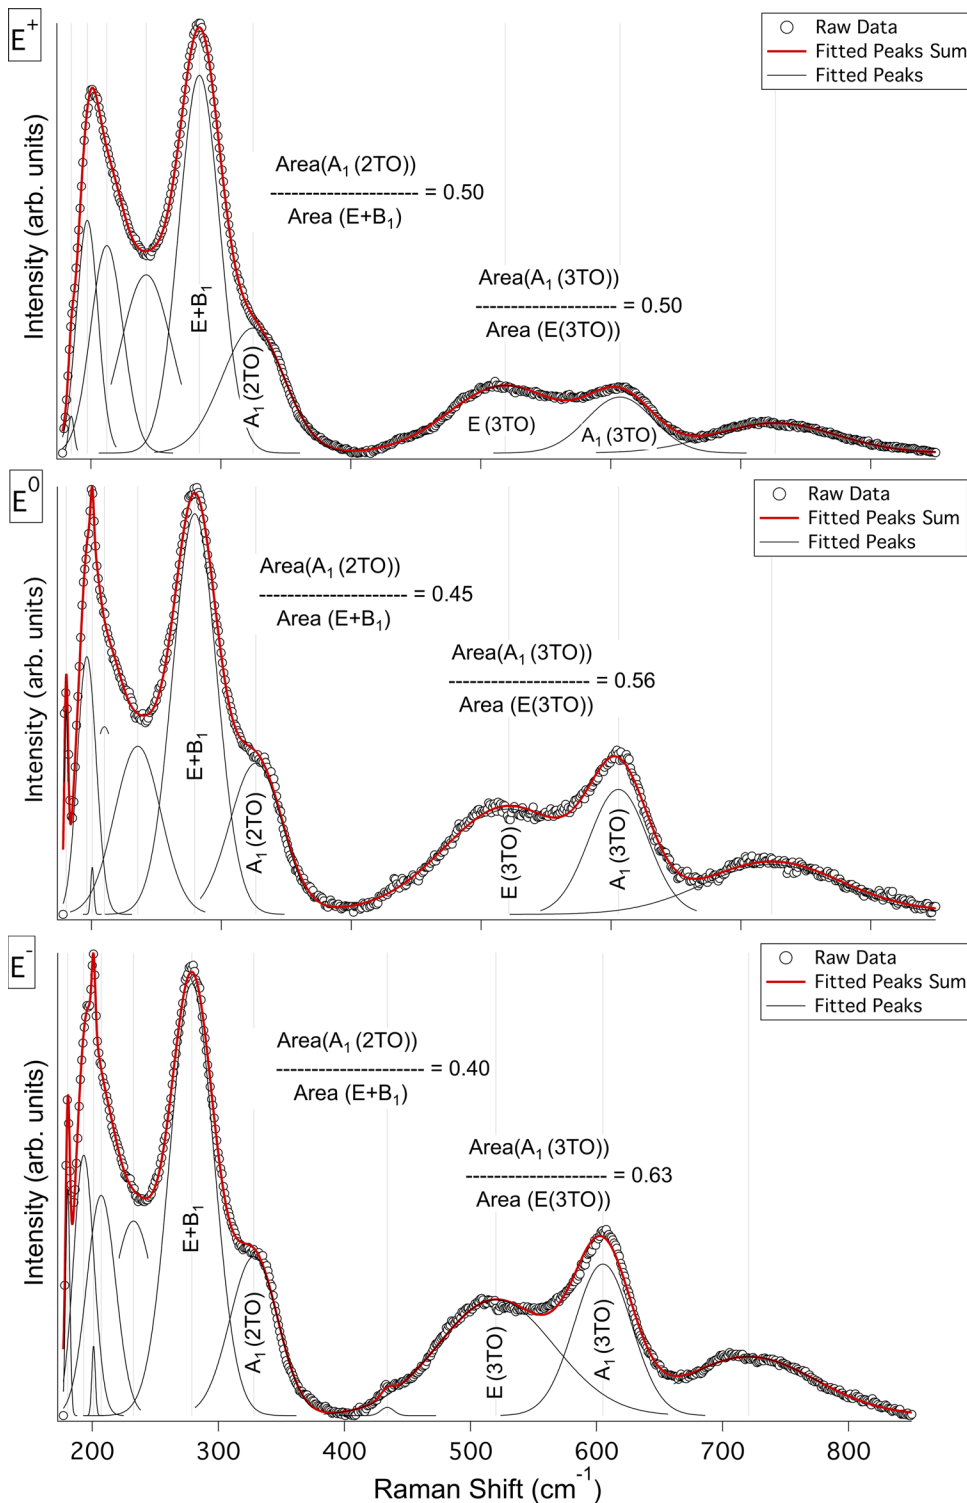 E+
Raw Data
Fitted Peaks Sum
Fitted Peaks
Intensity (arb. units)
Area(A1 (2TO))
--------------------- = 0.50
Area (E+B1)
Area(A1 (3TO))
-------------------- = 0.50
Area (E(3TO))
E+B1
A1 (2TO)
E (3TO)
A1 (3TO)
E0
Raw Data
Fitted Peaks Sum
Fitted Peaks
Intensity (arb. units)
Area(A1 (2TO))
--------------------- = 0.45
Area (E+B1)
Area(A1 (3TO))
-------------------- = 0.56
Area (E(3TO))
E+B1
A1 (2TO)
E (3TO)
A1 (3TO)
E-
Raw Data
Fitted Peaks Sum
Fitted Peaks
Intensity (arb. units)
Area(A1 (2TO))
--------------------- = 0.40
Area (E+B1)
Area(A1 (3TO))
-------------------- = 0.63
Area (E(3TO))
E+B1
A1 (2TO)
E (3TO)
A1 (3TO)
200 300 400 500 600 700 800
Raman Shift (cm-1)